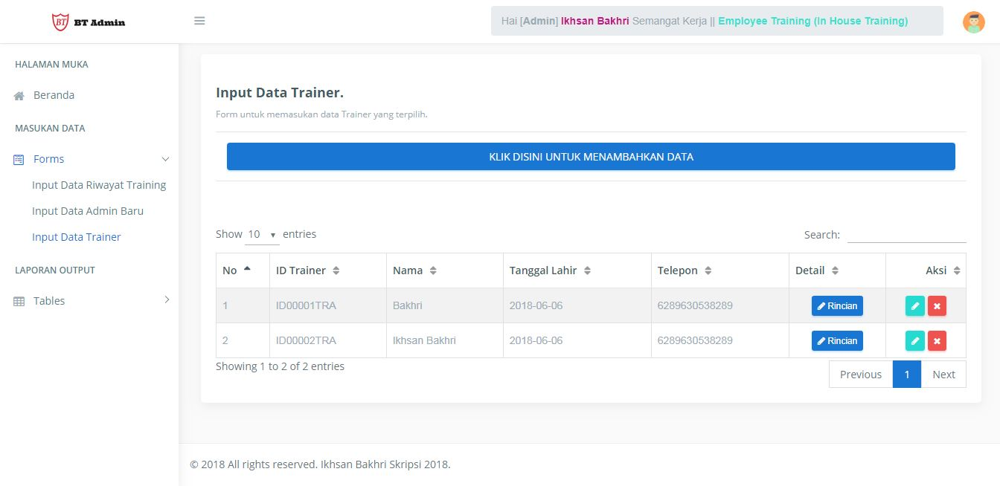 BT BT Admin
Hai [Admin] Ikhsan Bakhri Semangat Kerja || Employee Training (In House Training)
HALAMAN MUKA
Beranda
MASUKAN DATA
Forms
Input Data Riwayat Training
Input Data Admin Baru
Input Data Trainer
LAPORAN OUTPUT
Tables
Input Data Trainer.
Form untuk memasukan data Trainer yang terpilih.
KLIK DISINI UNTUK MENAMBAHKAN DATA
Show 10 entries
Search:
No ID Trainer Nama Tanggal Lahir Telepon Detail Aksi
1 ID00001TRA Bakhri 2018-06-06 6289630538289 Rincian
2 ID00002TRA Ikhsan Bakhri 2018-06-06 6289630538289 Rincian
Showing 1 to 2 of 2 entries
Previous 1 Next
© 2018 All rights reserved. Ikhsan Bakhri Skripsi 2018.